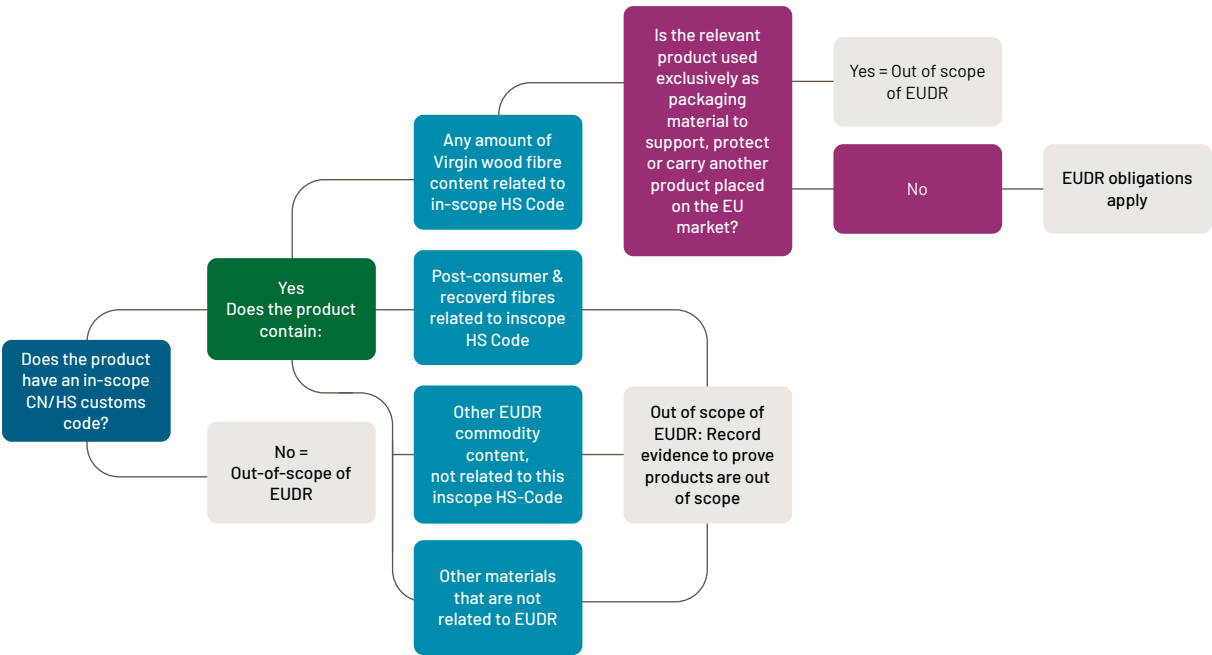 Does the product
have an in-scope
CN/HS customs
code?
Yes
Does the product
contain:
No =
Out-of-scope of
EUDR
Any amount of
Virgin wood fibre
content related to
in-scope HS Code
Post-consumer &
recoverd fibres
related to inscope
HS Code
Other EUDR
commodity
content,
not related to this
inscope HS-Code
Other materials
that are not
related to EUDR
Is the relevant
product used
exclusively as
packaging
material to
support, protect
or carry another
product placed
on the EU
market?
Yes = Out of scope
of EUDR
No
EUDR obligations
apply
Out of scope of
EUDR: Record
evidence to prove
products are out
of scope